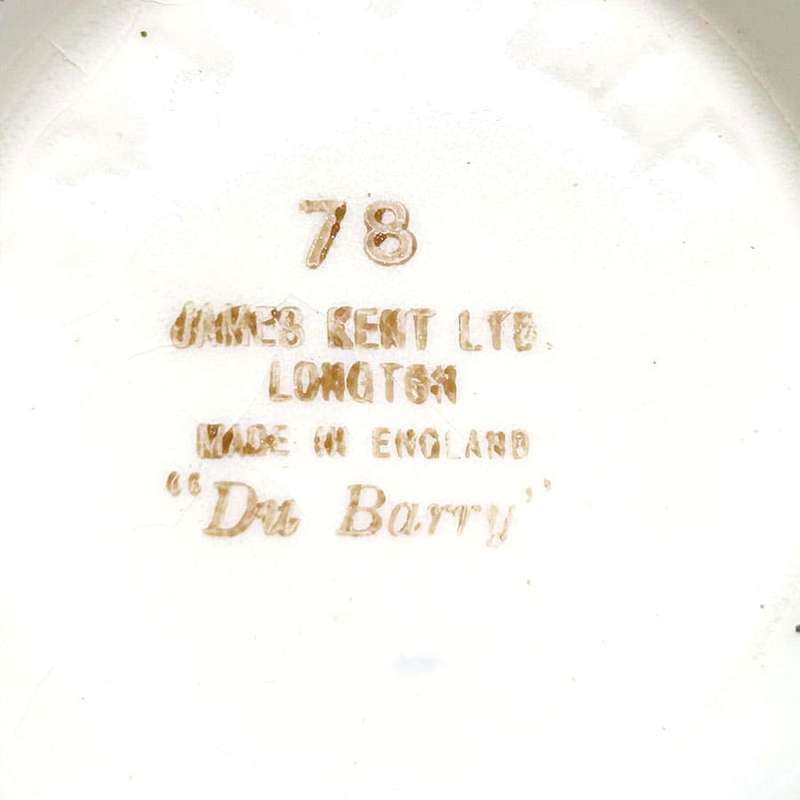 78
JAMES KENT LTD.
LONGTON
MADE IN ENGLAND
"Du Barry"